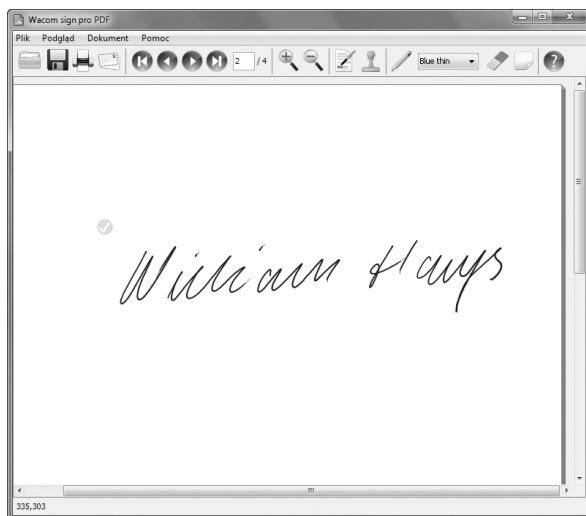 Wacom sign pro PDF
Plik Podgląd Dokument Pomoc
2 / 4 Blue thin ?
William Hays
335,303